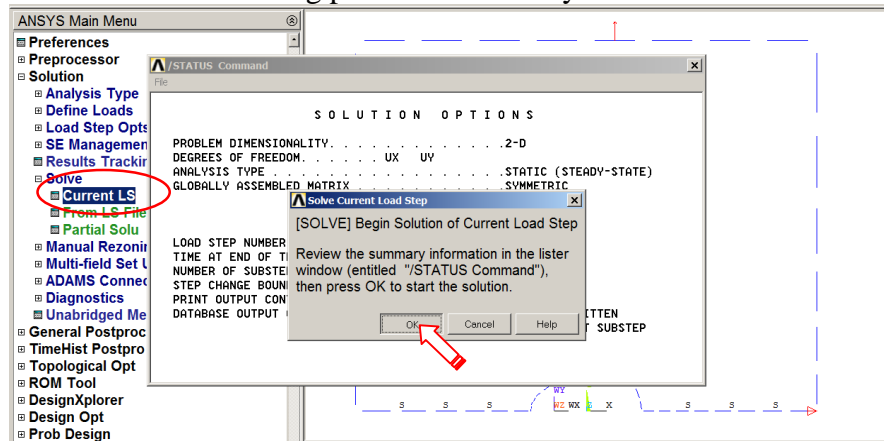 ANSYS Main Menu
Preferences
Preprocessor
Solution
Analysis Type
Define Loads
Load Step Opts
SE Managemen
Results Trackin
Solve
Current LS
From LS File
Partial Solu
Manual Rezonin
Multi-field Set U
ADAMS Connec
Diagnostics
Unabridged Me
General Postproc
TimeHist Postpro
Topological Opt
ROM Tool
DesignXplorer
Design Opt
Prob Design
/STATUS Command
File
S O L U T I O N   O P T I O N S
PROBLEM DIMENSIONALITY. . . . . . . . . . . . .2-D
DEGREES OF FREEDOM. . . . . . UX   UY
ANALYSIS TYPE . . . . . . . . . . . . . . . . .STATIC (STEADY-STATE)
GLOBALLY ASSEMBLED MATRIX . . . . . . . . . . .SYMMETRIC
LOAD STEP NUMBER
TIME AT END OF T
NUMBER OF SUBSTE
STEP CHANGE BOUN
PRINT OUTPUT CON
DATABASE OUTPUT
ITTEN
SUBSTEP
Solve Current Load Step
[SOLVE] Begin Solution of Current Load Step
Review the summary information in the lister
window (entitled "/STATUS Command"),
then press OK to start the solution.
OK
Cancel
Help
WY
WZ WX Z X
S S S S S S